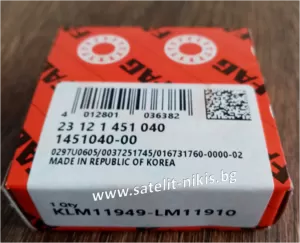 FAG
4 012801 036382
23 12 1 451 040
1451040-00
0297U0605/0037251745/016731760-0000-02
MADE IN REPUBLIC OF KOREA
www.satelit-nikis.bg
1 Qty
KLM11949-LM11910